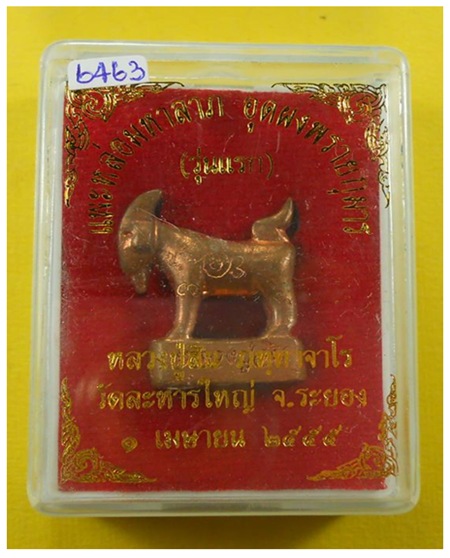 6463
แพะหล่อมหาลาภ อุดผงพรายกุมาร
(รุ่นแรก)
หลวงปู่สิน ภทฺทาจาโร
วัดละหารใหญ่ จ.ระยอง
๑ เมษายน ๒๕๕๕